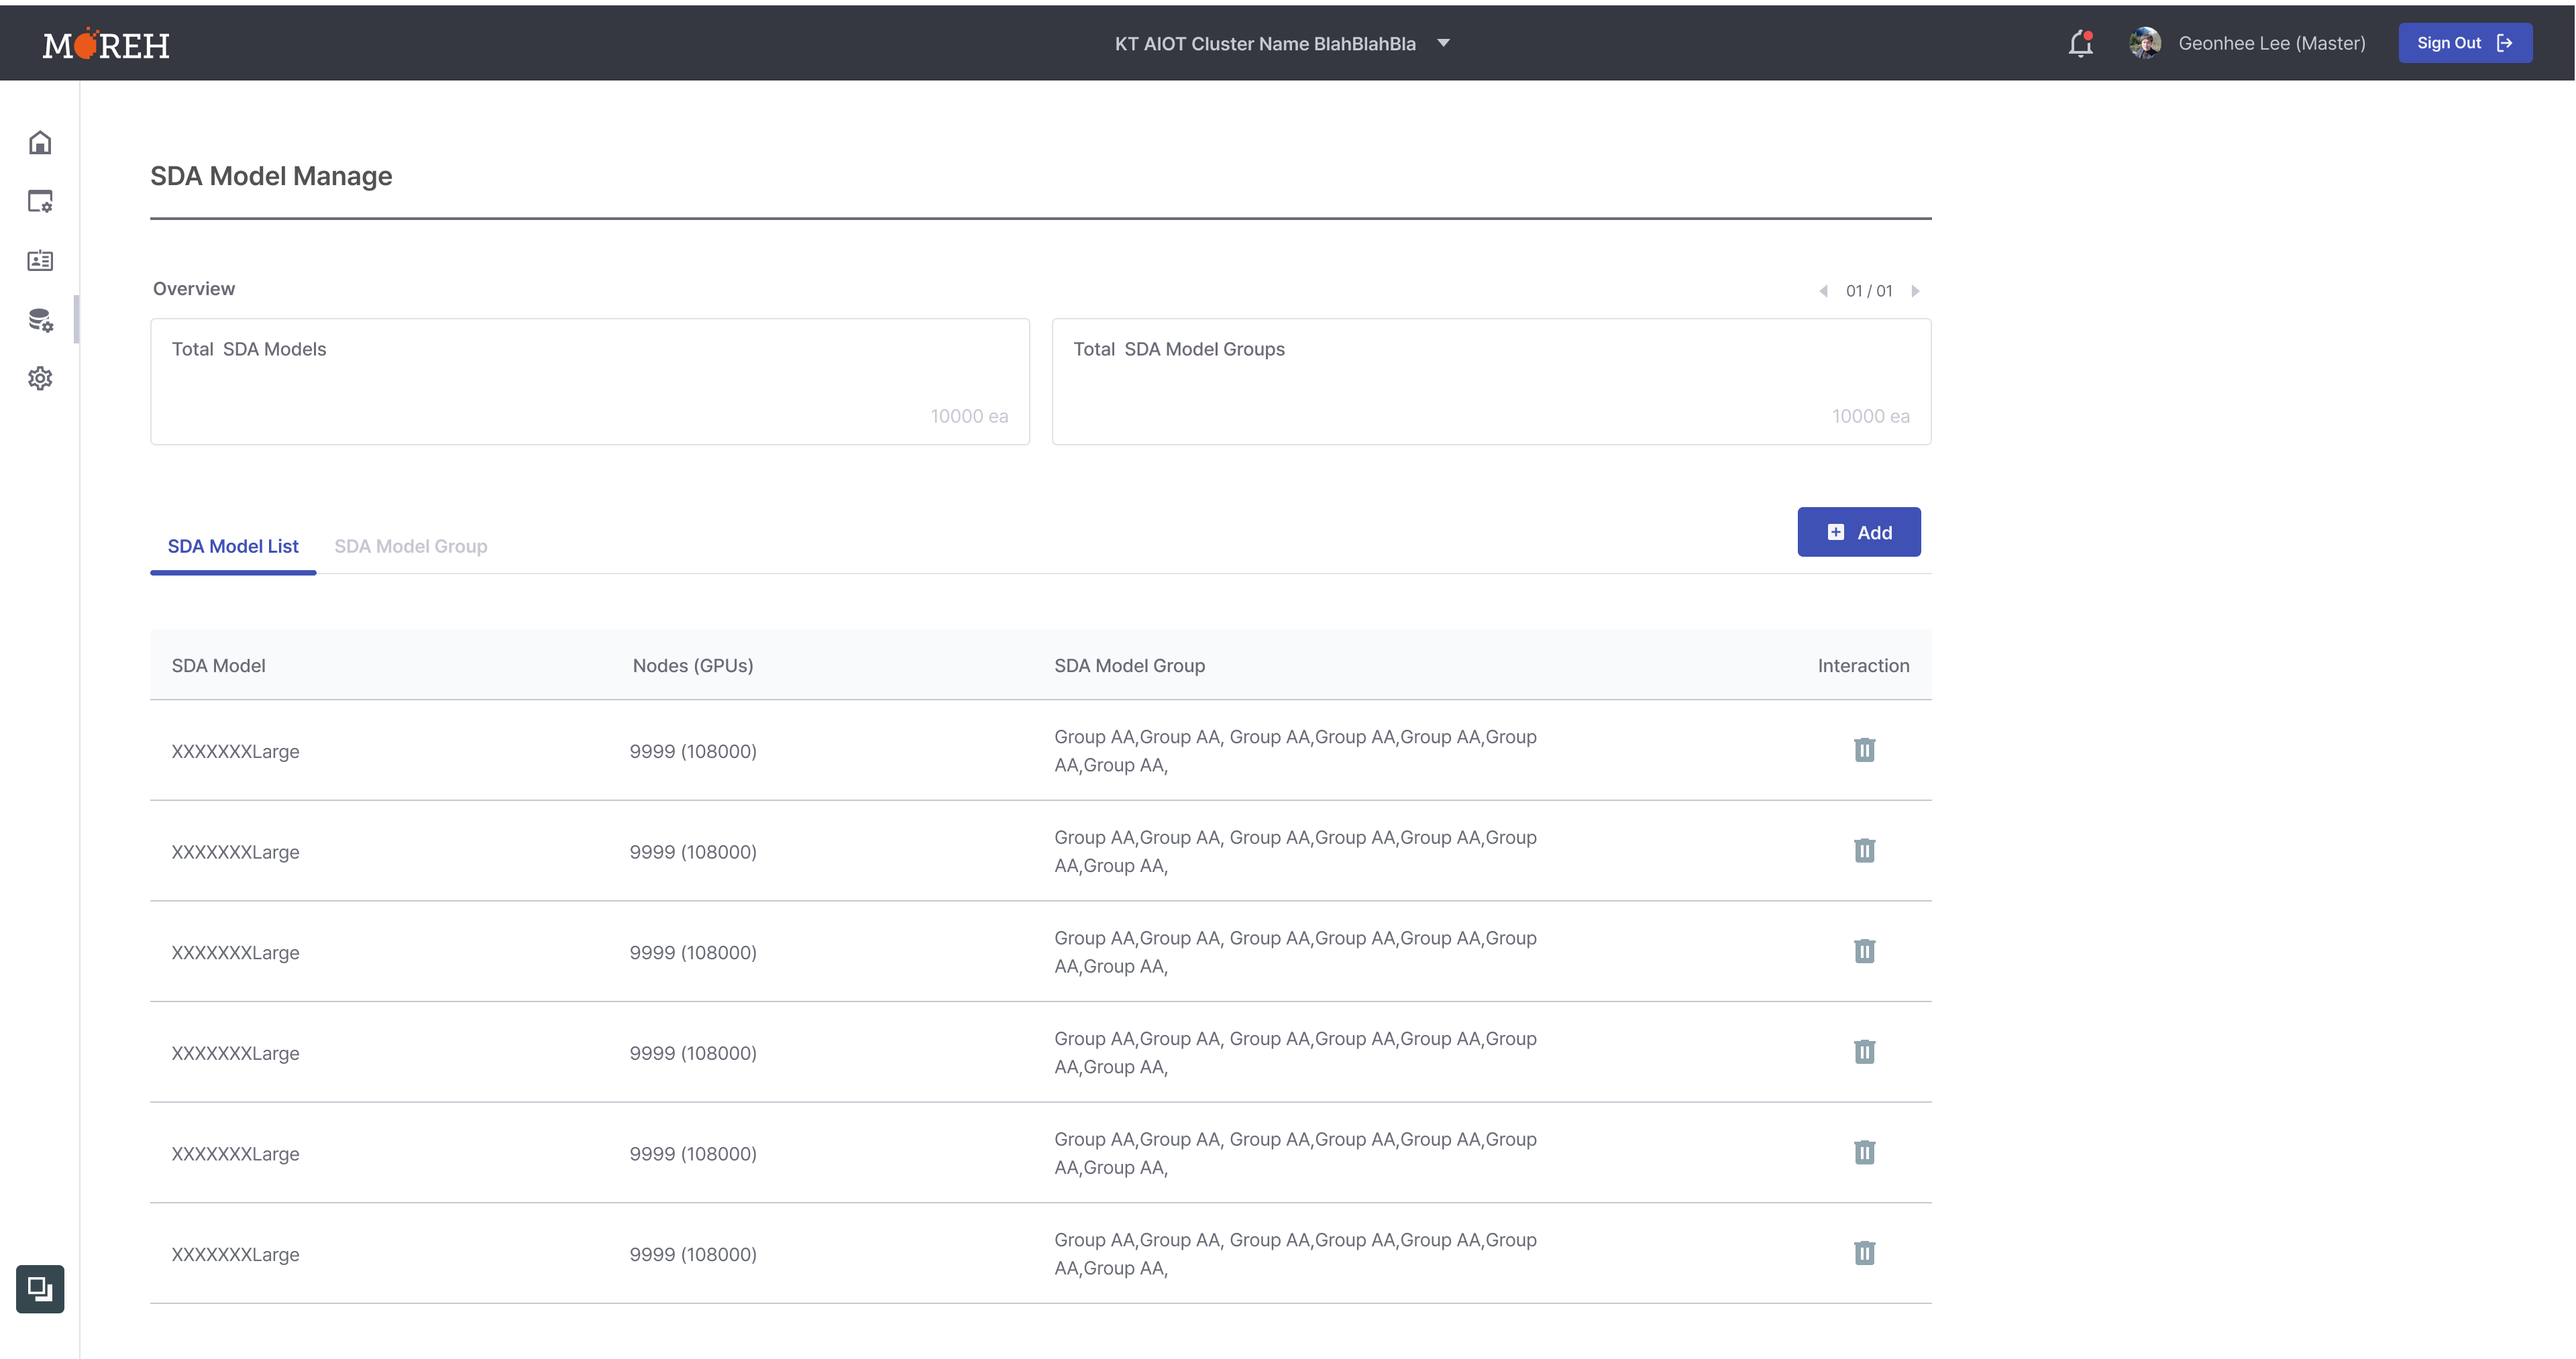 MOREH
KT AIOT Cluster Name BlahBlahBla
Geonhee Lee (Master)
Sign Out
SDA Model Manage
Overview
01 / 01
Total SDA Models
10000 ea
Total SDA Model Groups
10000 ea
SDA Model List
SDA Model Group
Add
SDA Model
Nodes (GPUs)
SDA Model Group
Interaction
XXXXXXXLarge
9999 (108000)
Group AA,Group AA, Group AA,Group AA,Group AA,Group
AA,Group AA,
XXXXXXXLarge
9999 (108000)
Group AA,Group AA, Group AA,Group AA,Group AA,Group
AA,Group AA,
XXXXXXXLarge
9999 (108000)
Group AA,Group AA, Group AA,Group AA,Group AA,Group
AA,Group AA,
XXXXXXXLarge
9999 (108000)
Group AA,Group AA, Group AA,Group AA,Group AA,Group
AA,Group AA,
XXXXXXXLarge
9999 (108000)
Group AA,Group AA, Group AA,Group AA,Group AA,Group
AA,Group AA,
XXXXXXXLarge
9999 (108000)
Group AA,Group AA, Group AA,Group AA,Group AA,Group
AA,Group AA,